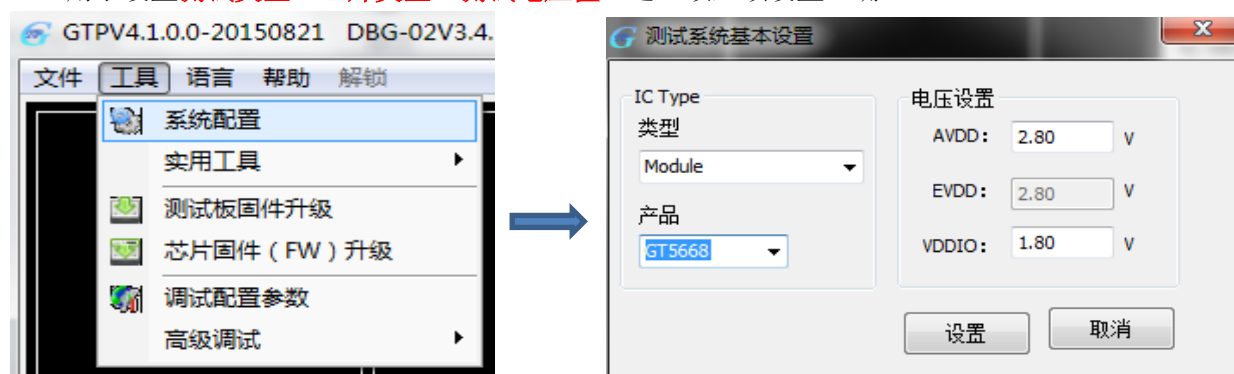 GTPV4.1.0.0-20150821 DBG-02V3.4.
文件 工具 语言 帮助 解锁
系统配置
实用工具
测试板固件升级
芯片固件(FW)升级
调试配置参数
高级调试
测试系统基本设置
IC Type
类型
Module
产品
GT5668
电压设置
AVDD: 2.80 V
EVDD: 2.80 V
VDDIO: 1.80 V
设置 取消